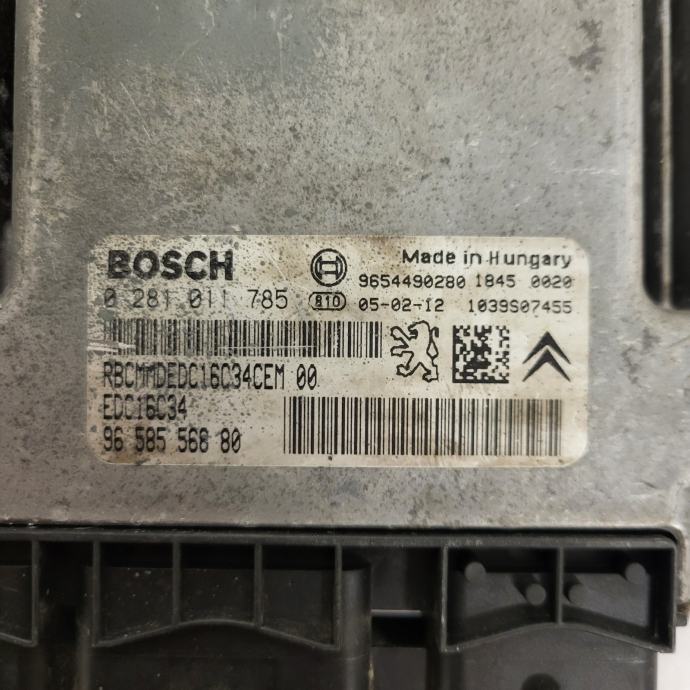 BOSCH
Made in Hungary
9654490280 1845 0020
0 281 011 785 810 05-02-12 1039S07455
RBCMMDEDC16C34CEM 00
EDC16C34
96 585 568 80